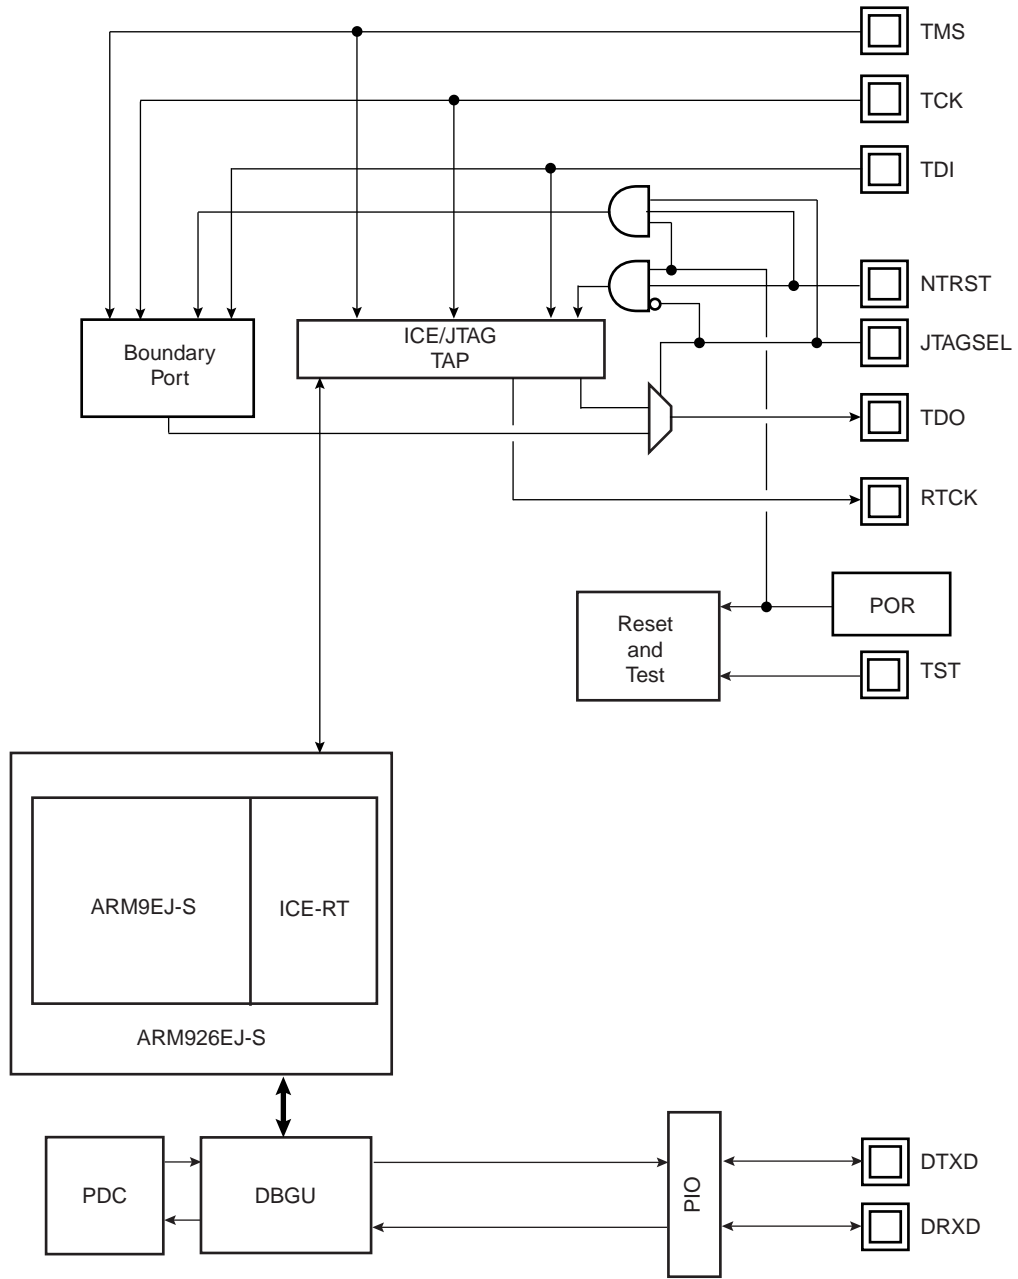 TMS
TCK
TDI
NTRST
JTAGSEL
ICE/JTAG
TAP
Boundary
Port
TDO
RTCK
POR
Reset
and
Test
TST
ARM9EJ-S
ICE-RT
ARM926EJ-S
PDC
DBGU
PIO
DTXD
DRXD